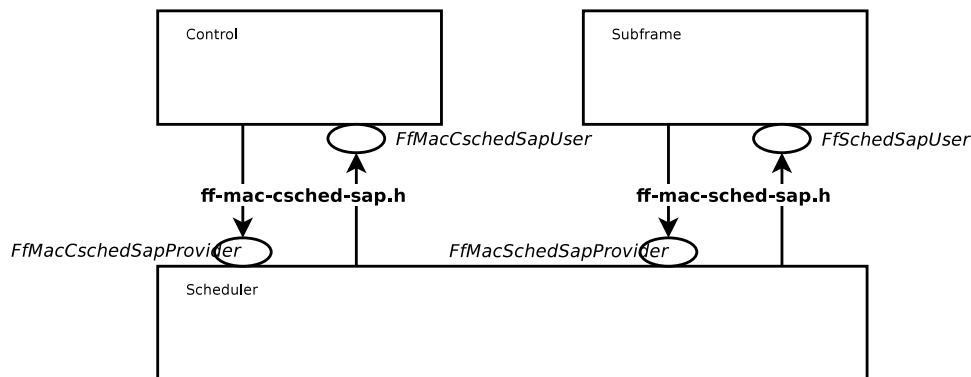 Control
Subframe
FfMacCschedSapUser
FfSchedSapUser
ff-mac-csched-sap.h
ff-mac-sched-sap.h
FfMacCschedSapProvider
FfMacSchedSapProvider
Scheduler